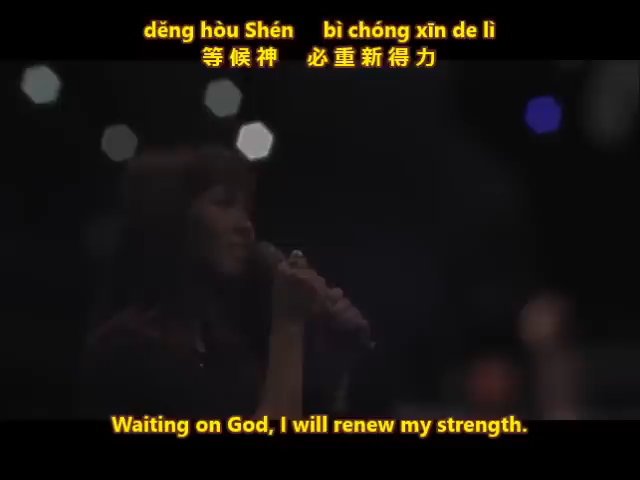 děng hòu Shén bì chóng xīn de lì
等候神 必重新得力
Waiting on God, I will renew my strength.